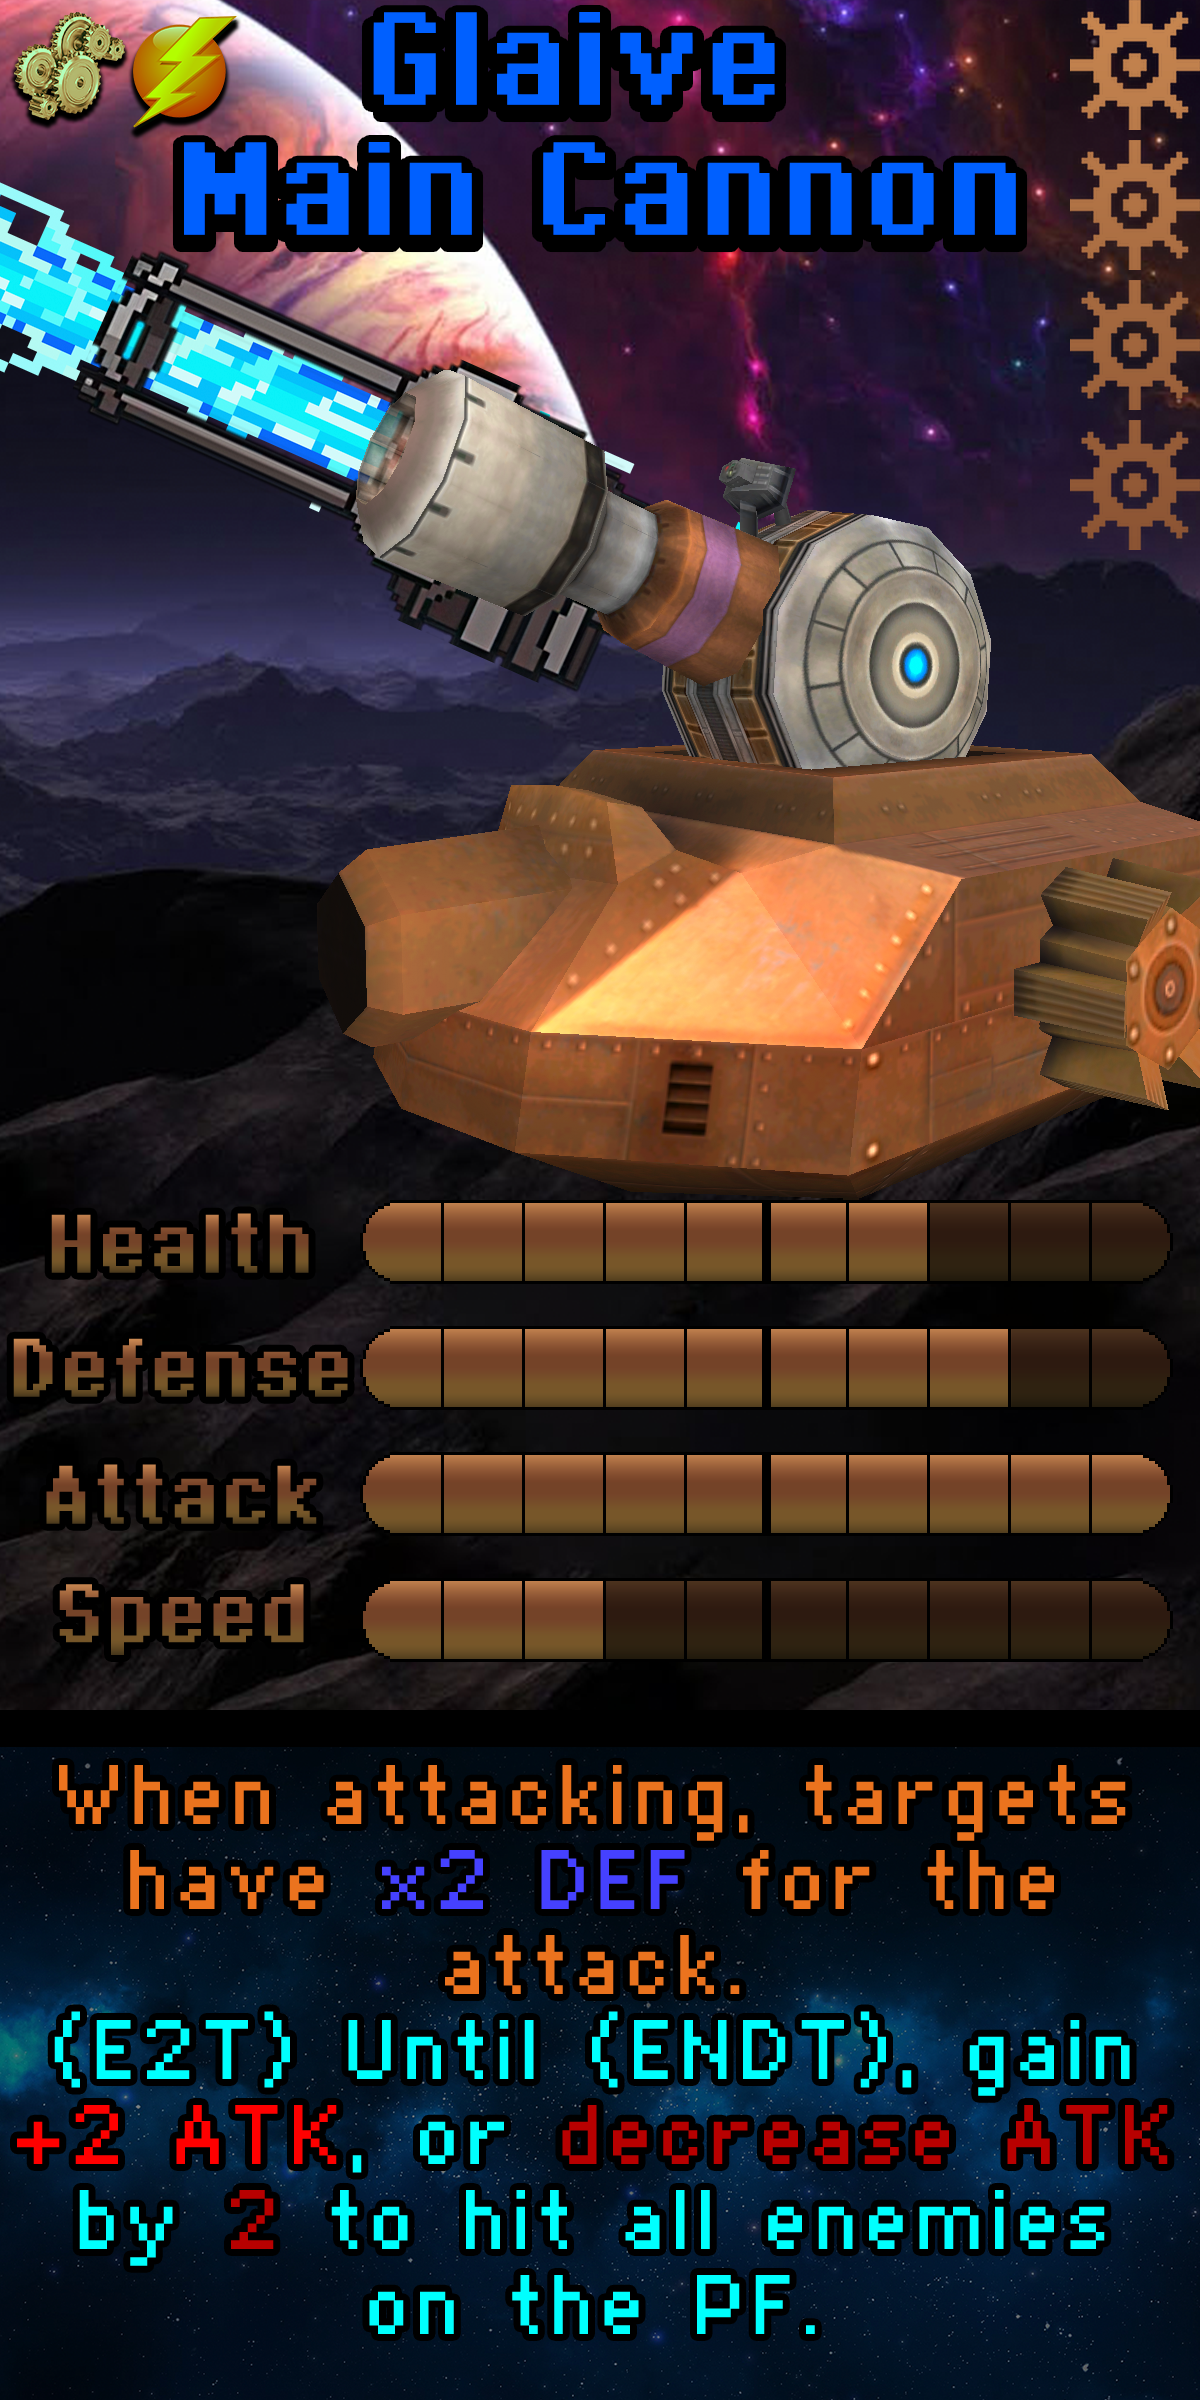 Glaive
Main Cannon
Health
Defense
Attack
Speed
When attacking, targets
have x2 DEF for the
attack.
(E2T) Until (ENDT), gain
+2 ATK, or decrease ATK
by 2 to hit all enemies
on the PF.